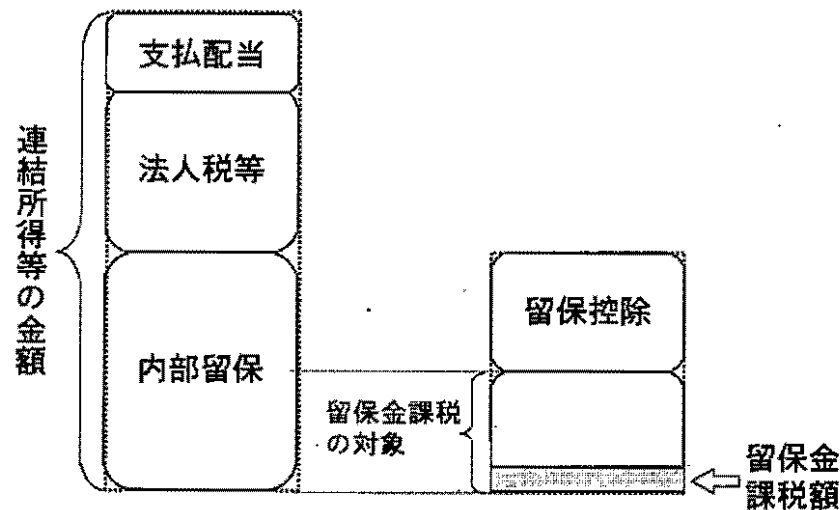 連結所得等の金額
支払配当
法人税等
内部留保
留保控除
留保金課税
の対象
留保金
課税額